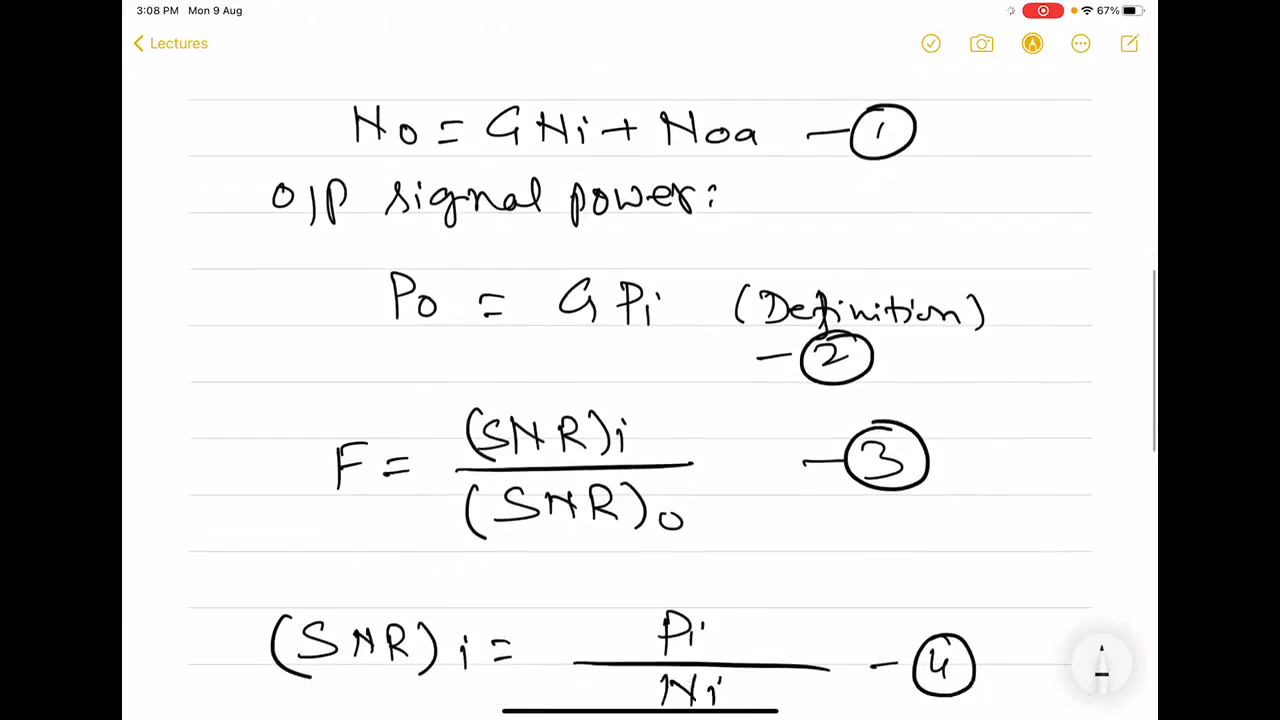 3:08 PM Mon 9 Aug 67%
Lectures
No = GNi + Noa — 1
O/P signal power:
Po = GPi (Definition)
— 2
F = (SNR)i / (SNR)o — 3
(SNR)i = Pi / Ni — 4